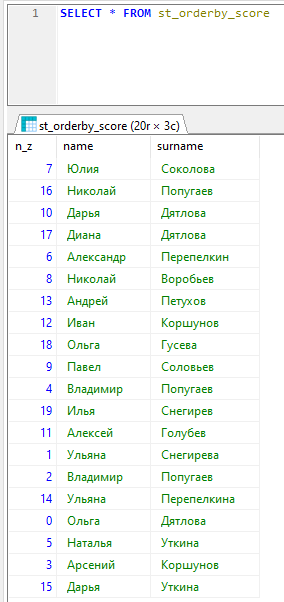 1 SELECT * FROM st_orderby_score
st_orderby_score (20r × 3c)
n_z name surname
7 Юлия Соколова
16 Николай Попугаев
10 Дарья Дятлова
17 Диана Дятлова
6 Александр Перепелкин
8 Николай Воробьев
13 Андрей Петухов
12 Иван Коршунов
18 Ольга Гусева
9 Павел Соловьев
4 Владимир Попугаев
19 Илья Снегирев
11 Алексей Голубев
1 Ульяна Снегирева
2 Владимир Попугаев
14 Ульяна Перепелкина
0 Ольга Дятлова
5 Наталья Уткина
3 Арсений Коршунов
15 Дарья Уткина